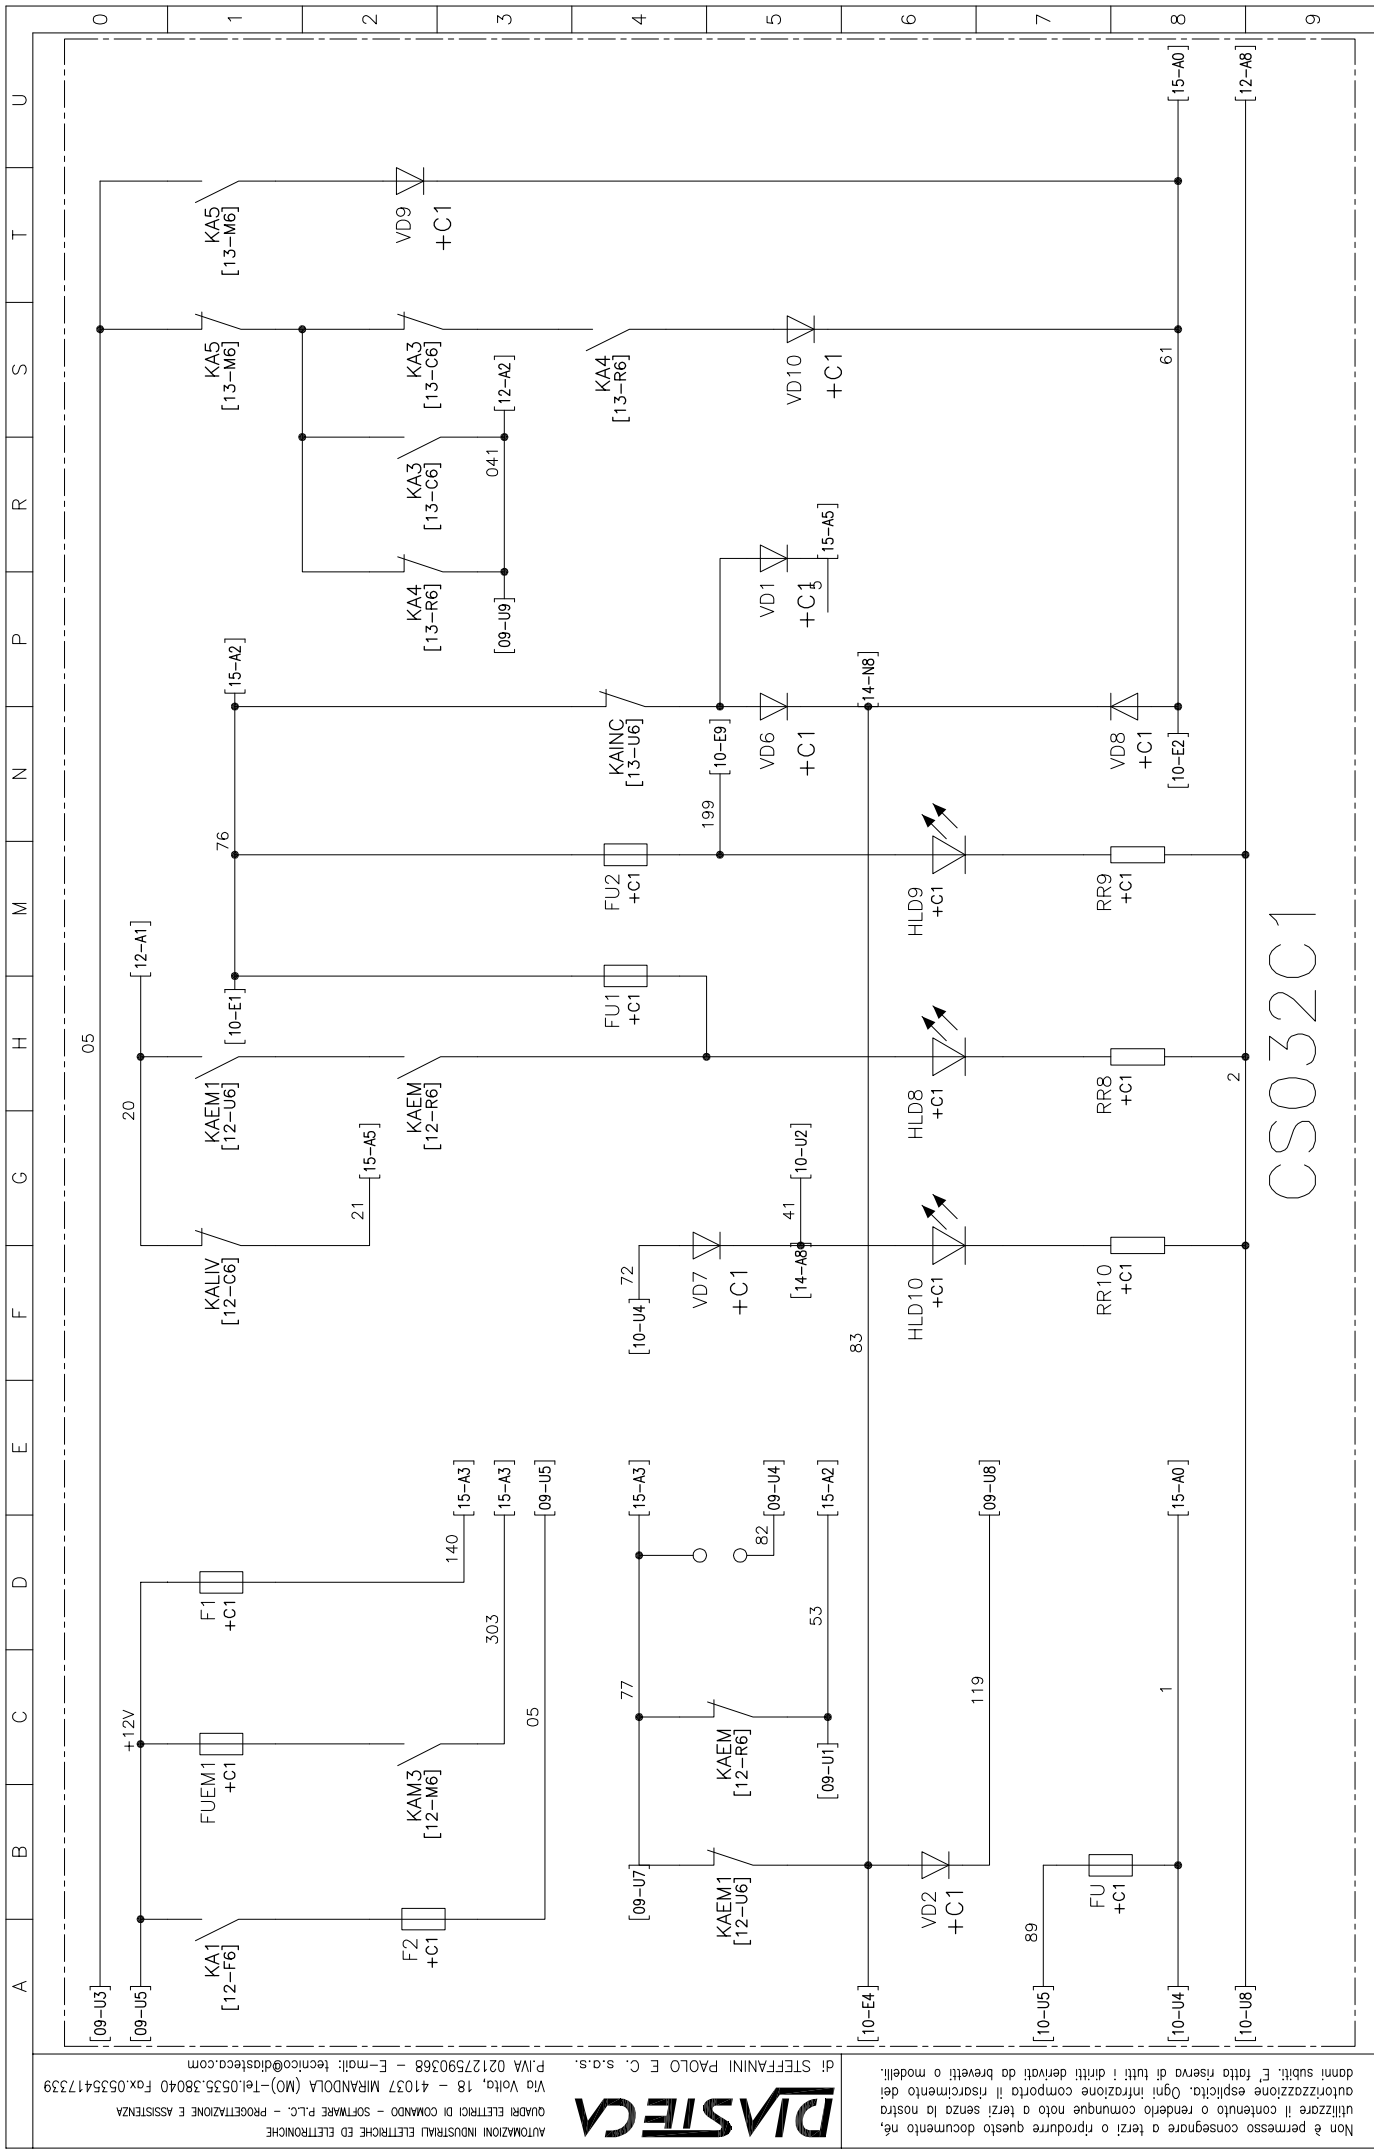 0
1
2
3
4
5
6
7
8
9
U
T
S
R
P
N
M
H
G
F
E
D
C
B
A
[15-A0]
[12-A8]
KA5
[13-M6]
VD9
+C1
KA5
[13-M6]
KA3
[13-C6]
[12-A2]
KA4
[13-R6]
VD10
+C1
61
KA3
[13-C6]
041
KA4
[13-R6]
[09-U9]
VD1
+C1
5
[15-A5]
[15-A2]
76
KAINC
[13-U6]
[10-E9]
199
VD6
+C1
[14-N8]
VD8
+C1
[10-E2]
FU2
+C1
HLD9
+C1
RR9
+C1
[12-A1]
[10-E1]
FU1
+C1
05
20
KAEM1
[12-U6]
KAEM
[12-R6]
HLD8
+C1
RR8
+C1
2
CS032C1
KALIV
[12-C6]
21
[15-A5]
72
[10-U4]
VD7
+C1
41
[10-U2]
[14-A8]
HLD10
+C1
RR10
+C1
83
[15-A3]
[15-A3]
[09-U5]
[15-A3]
[09-U4]
[15-A2]
[09-U8]
[15-A0]
+12V
F1
+C1
140
303
05
FUEM1
+C1
KAM3
[12-M6]
77
82
53
KAEM
[12-R6]
[09-U1]
119
1
KA1
[12-F6]
F2
+C1
[09-U7]
KAEM1
[12-U6]
VD2
+C1
89
FU
+C1
[09-U3]
[09-U5]
[10-E4]
[10-U5]
[10-U4]
[10-U8]
Non è permesso consegnare a terzi o riprodurre questo documento, né,
utilizzare il contenuto o renderlo comunque noto a terzi senza la nostra
autorizzazzione esplicita. Ogni infrazione comporta il risarcimento dei
danni subiti. E' fatta riserva di tutti i diritti derivati da brevetti o modelli.
DIASTECA
di STEFFANINI PAOLO E C. s.a.s.
AUTOMAZIONI INDUSTRIALI ELETTRICHE ED ELETTRONICHE
QUADRI ELETTRICI DI COMANDO - SOFTWARE P.L.C. - PROGETTAZIONE E ASSISTENZA
Via Volta, 18 - 41037 MIRANDOLA (MO)-Tel.0535.38040 Fax.0535417339
P.IVA 02127590368 - E-mail: tecnico@diasteca.com